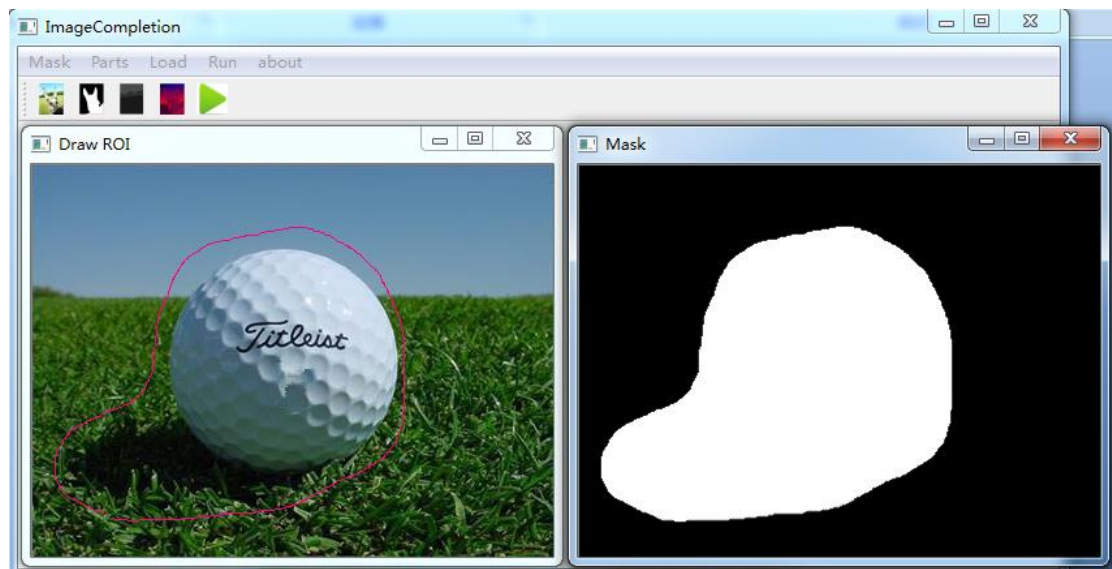 ImageCompletion
Mask Parts Load Run about
Draw ROI
Mask
Titleist